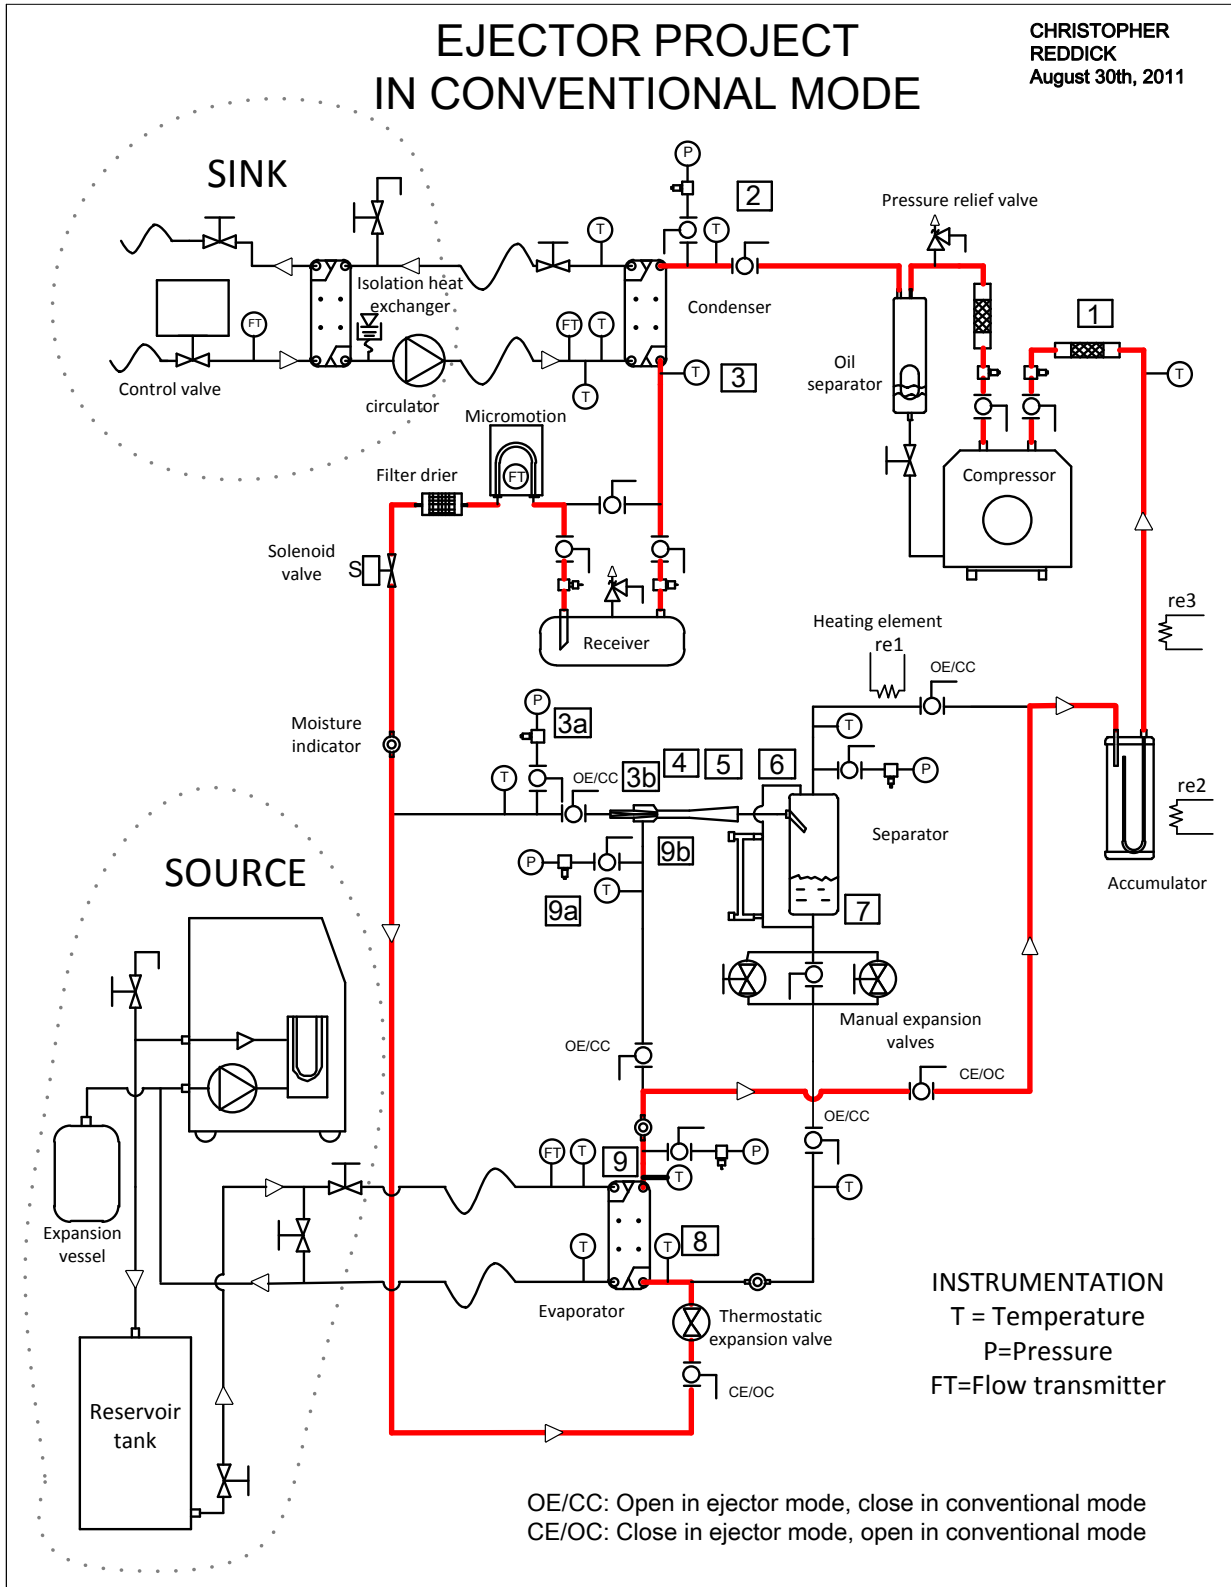 EJECTOR PROJECT
IN CONVENTIONAL MODE
CHRISTOPHER
REDDICK
August 30th, 2011
SINK
P
2
Pressure relief valve
T
T
Isolation heat
exchanger
Condenser
FT
FT
T
1
Control valve
circulator
T
T
3
Oil
separator
T
Micromotion
FT
Filter drier
Compressor
Solenoid
valve
S
Receiver
Heating element
re1
re3
OE/CC
Moisture
indicator
P
3a
T
T
P
OE/CC
3b
4
5
6
re2
Separator
P
9b
T
9a
7
Accumulator
SOURCE
Manual expansion
valves
OE/CC
CE/OC
OE/CC
FT
T
9
P
T
T
Expansion
vessel
T
T
8
Evaporator
Thermostatic
expansion valve
CE/OC
Reservoir
tank
INSTRUMENTATION
T = Temperature
P=Pressure
FT=Flow transmitter
OE/CC: Open in ejector mode, close in conventional mode
CE/OC: Close in ejector mode, open in conventional mode